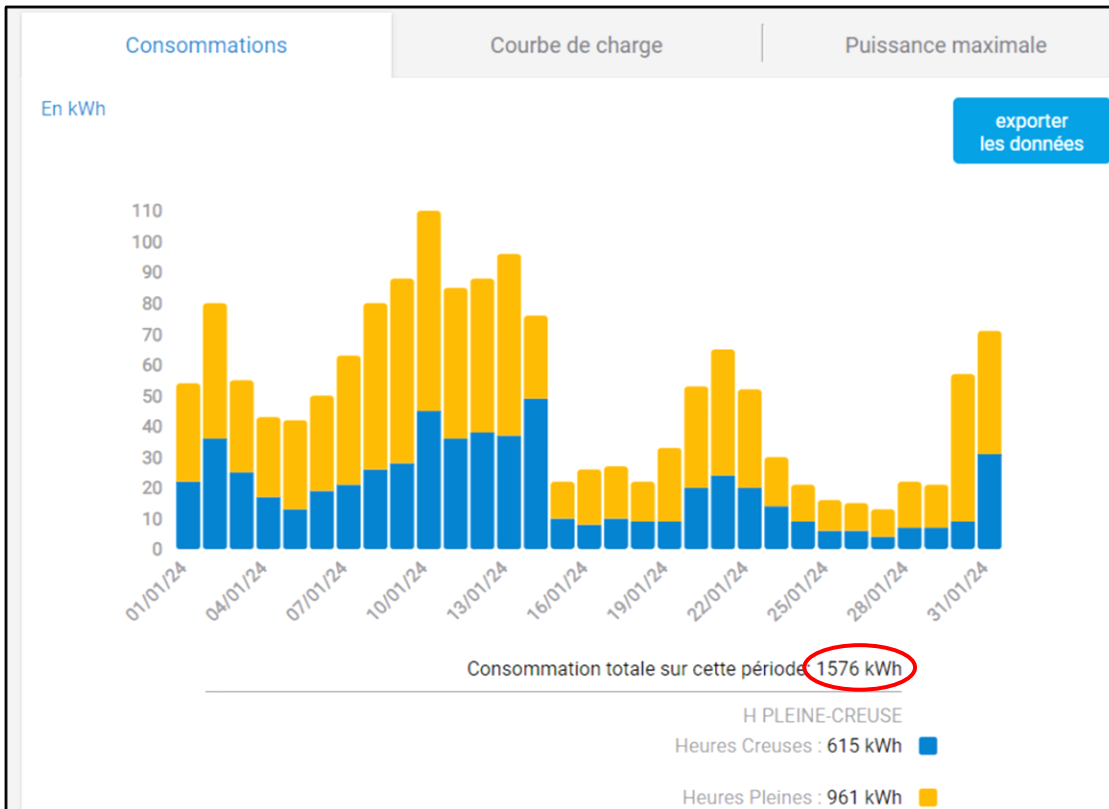 Consommations Courbe de charge Puissance maximale
En kWh
exporter
les données
110
100
90
80
70
60
50
40
30
20
10
0
01/01/24 04/01/24 07/01/24 10/01/24 13/01/24 16/01/24 19/01/24 22/01/24 25/01/24 28/01/24 31/01/24
Consommation totale sur cette période: 1576 kWh
H PLEINE-CREUSE
Heures Creuses : 615 kWh
Heures Pleines : 961 kWh